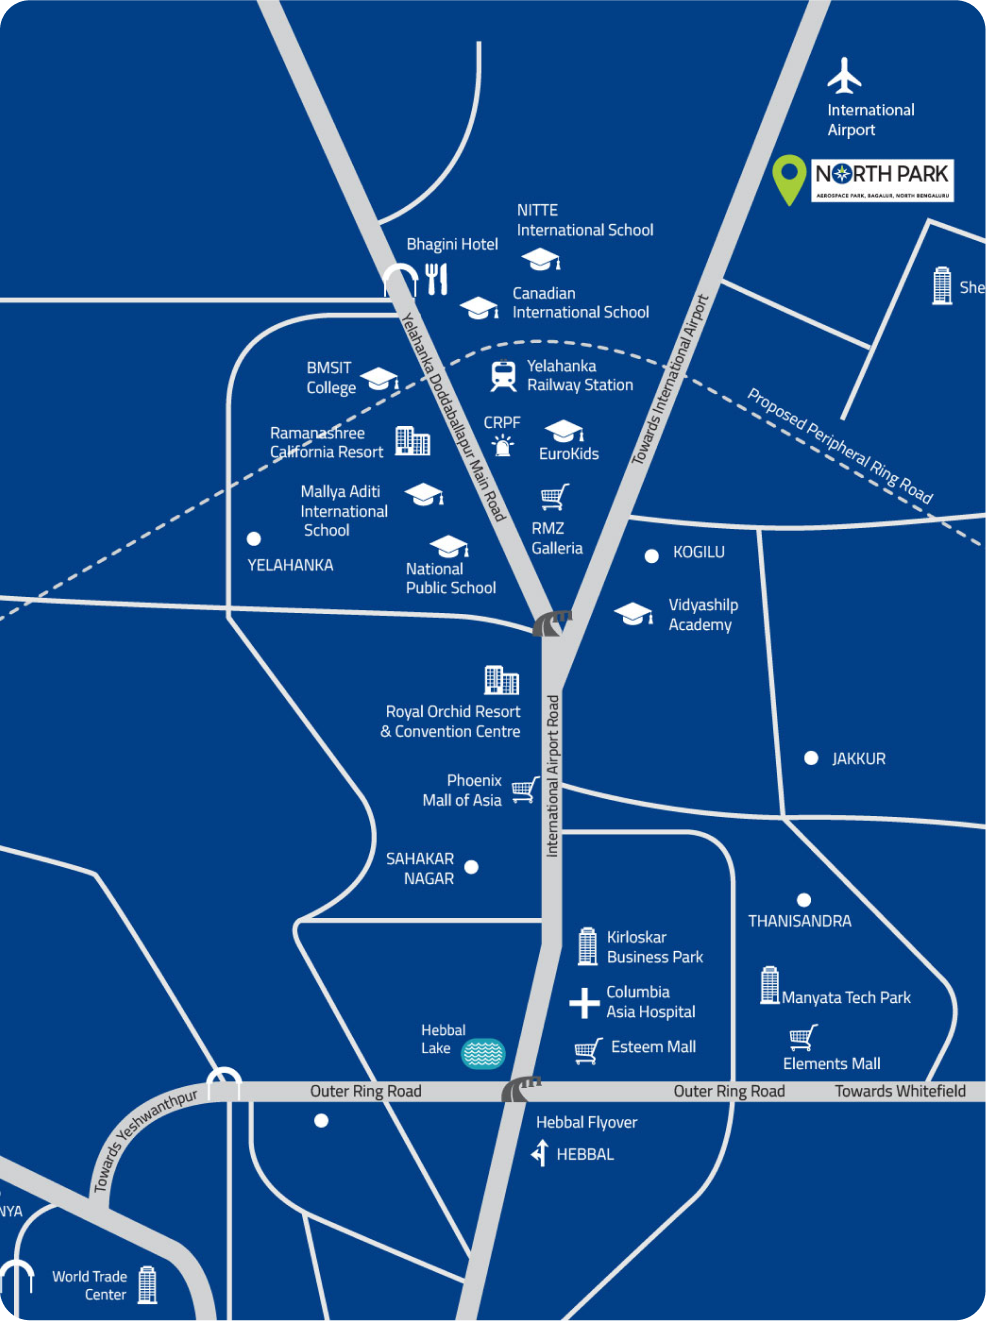 International
Airport
NORTH PARK
AEROSPACE PARK, BAGALUR, NORTH BENGALURU
NITTE
International School
Bhagini Hotel
Canadian
International School
She
Yelahanka Doddaballapur Main Road
Towards International Airport
BMSIT
College
Yelahanka
Railway Station
Proposed Peripheral Ring Road
CRPF
EuroKids
Ramanashree
California Resort
Mallya Aditi
International
School
RMZ
Galleria
YELAHANKA
KOGILU
National
Public School
Vidyashilp
Academy
Royal Orchid Resort
& Convention Centre
International Airport Road
JAKKUR
Phoenix
Mall of Asia
SAHAKAR
NAGAR
THANISANDRA
Kirloskar
Business Park
Columbia
Asia Hospital
Manyata Tech Park
Hebbal
Lake
Esteem Mall
Elements Mall
Outer Ring Road
Outer Ring Road
Towards Whitefield
Towards Yeshwanthpur
Hebbal Flyover
HEBBAL
NYA
World Trade
Center